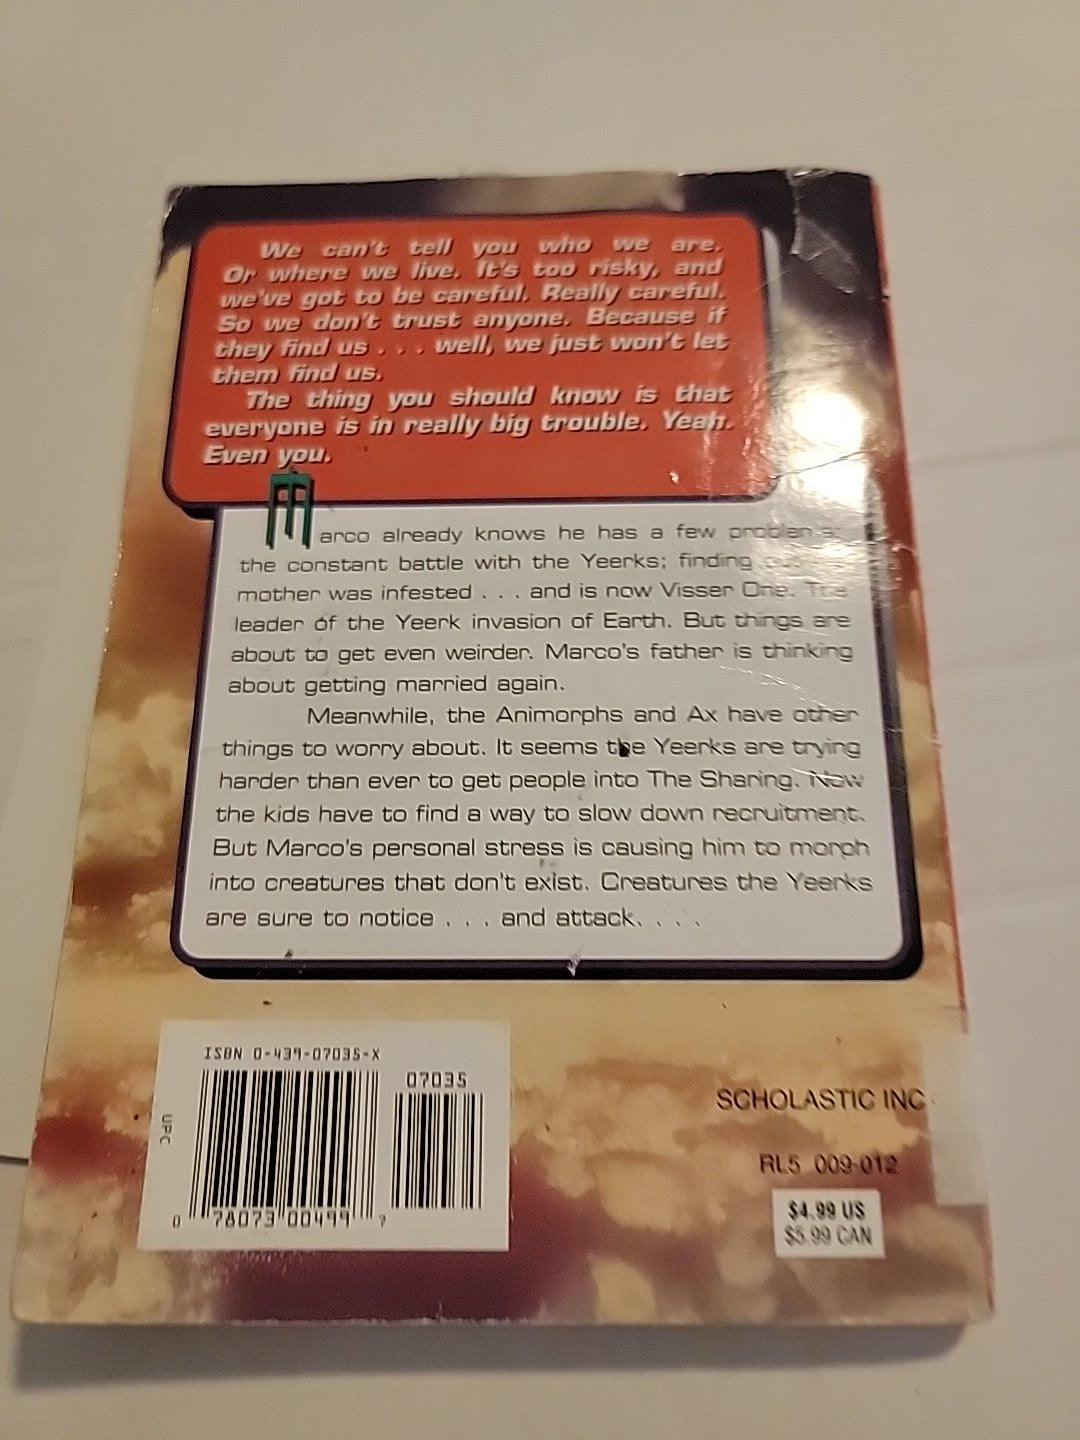 We can't tell you who we are.
Or where we live. It's too risky, and
we've got to be careful. Really careful.
So we don't trust anyone. Because if
they find us . . . well, we just won't let
them find us.
The thing you should know is that
everyone is in really big trouble. Yeah.
Even you.
Marco already knows he has a few problems:
the constant battle with the Yeerks; finding
mother was infested . . . and is now Visser One. The
leader of the Yeerk invasion of Earth. But things are
about to get even weirder. Marco's father is thinking
about getting married again.
Meanwhile, the Animorphs and Ax have other
things to worry about. It seems the Yeerks are trying
harder than ever to get people into The Sharing. Now
the kids have to find a way to slow down recruitment.
But Marco's personal stress is causing him to morph
into creatures that don't exist. Creatures the Yeerks
are sure to notice . . . and attack. . . .
ISBN 0-439-07035-X
07035
UPC
0 78073 00499 7
SCHOLASTIC INC.
RL5 009-012
$4.99 US
$5.99 CAN